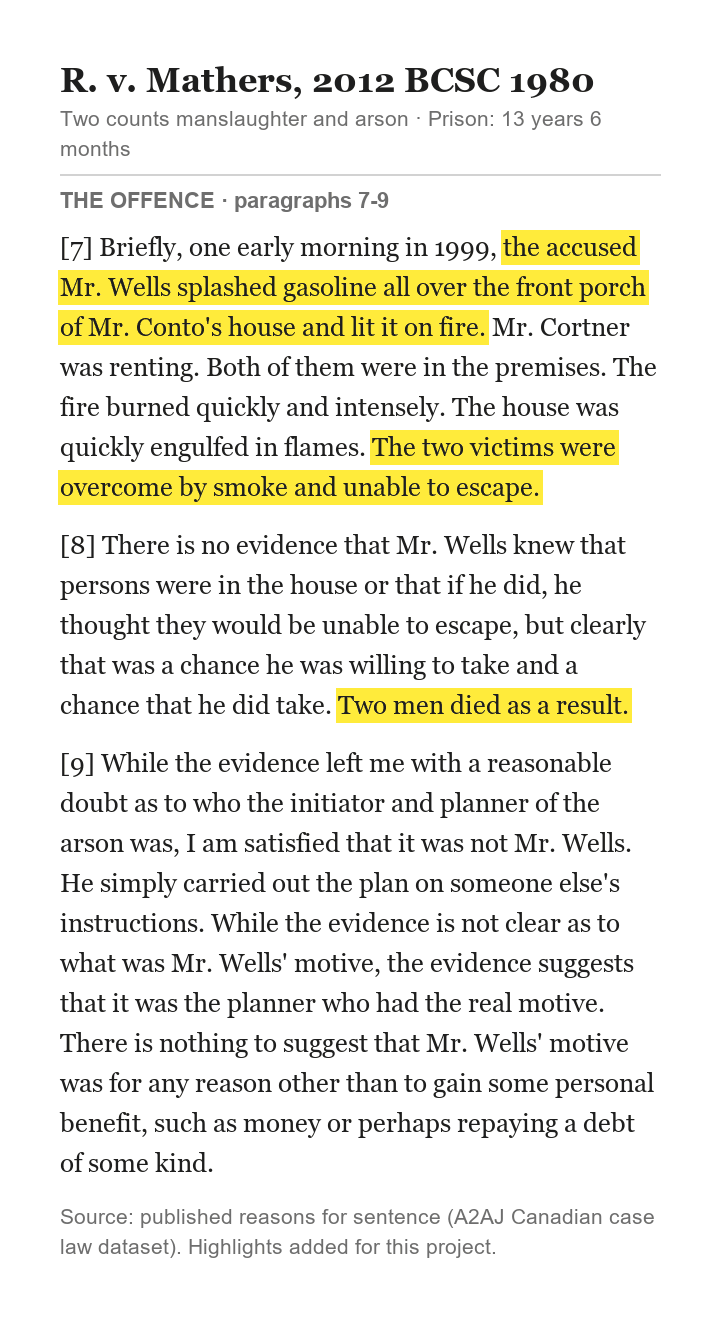 R. v. Mathers, 2012 BCSC 1980
Two counts manslaughter and arson · Prison: 13 years 6
months
THE OFFENCE · paragraphs 7-9
[7] Briefly, one early morning in 1999, the accused
Mr. Wells splashed gasoline all over the front porch
of Mr. Conto's house and lit it on fire. Mr. Cortner
was renting. Both of them were in the premises. The
fire burned quickly and intensely. The house was
quickly engulfed in flames. The two victims were
overcome by smoke and unable to escape.
[8] There is no evidence that Mr. Wells knew that
persons were in the house or that if he did, he
thought they would be unable to escape, but clearly
that was a chance he was willing to take and a
chance that he did take. Two men died as a result.
[9] While the evidence left me with a reasonable
doubt as to who the initiator and planner of the
arson was, I am satisfied that it was not Mr. Wells.
He simply carried out the plan on someone else's
instructions. While the evidence is not clear as to
what was Mr. Wells' motive, the evidence suggests
that it was the planner who had the real motive.
There is nothing to suggest that Mr. Wells' motive
was for any reason other than to gain some personal
benefit, such as money or perhaps repaying a debt
of some kind.
Source: published reasons for sentence (A2AJ Canadian case
law dataset). Highlights added for this project.